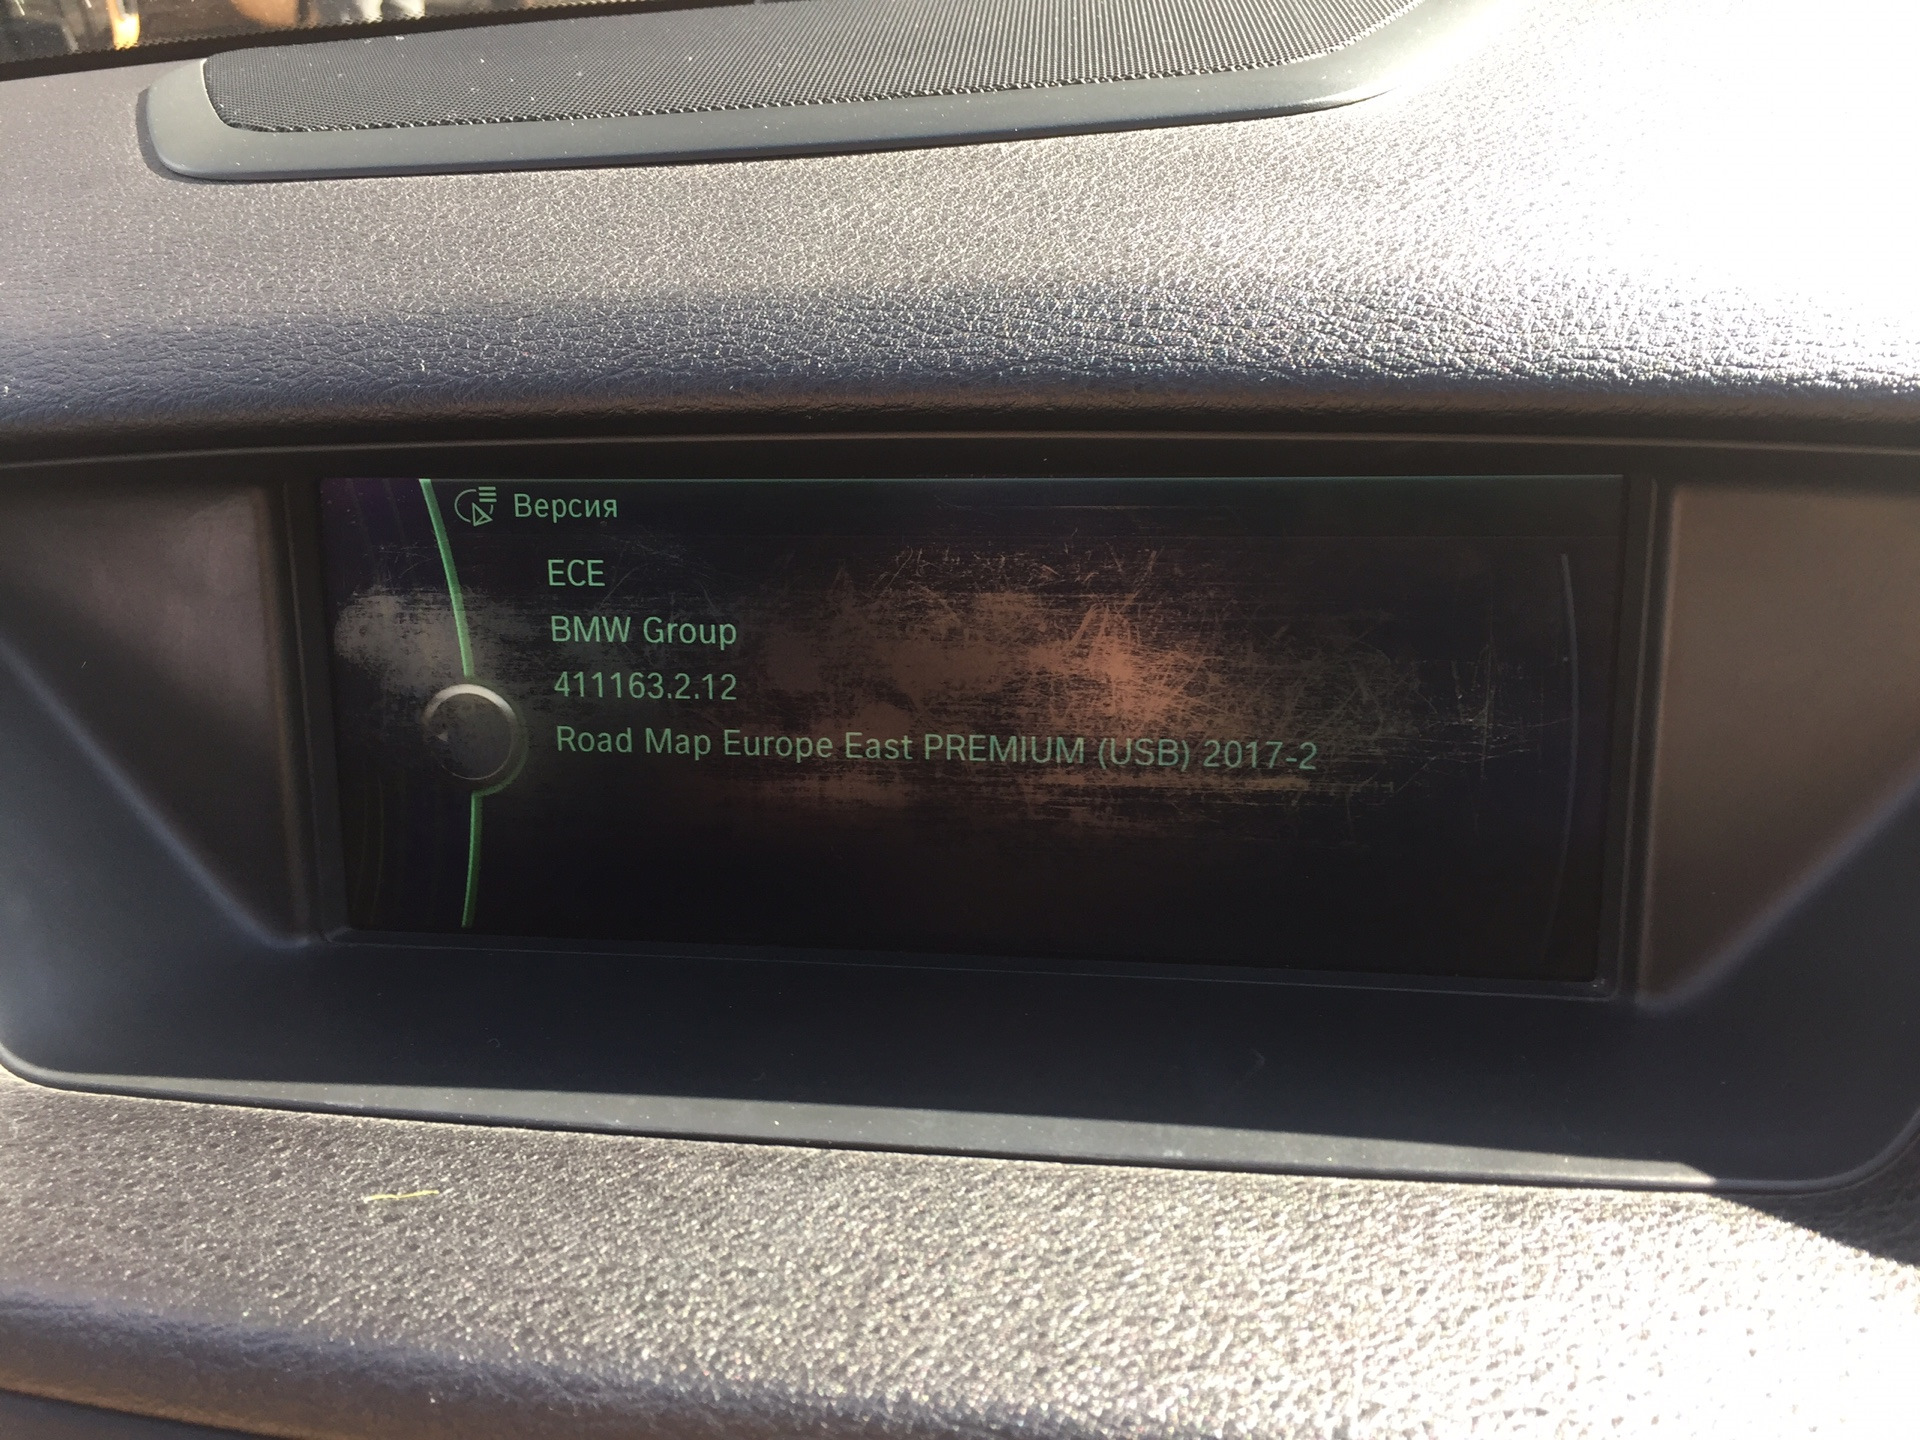 Версия
ECE
BMW Group
411163.2.12
Road Map Europe East PREMIUM (USB) 2017-2